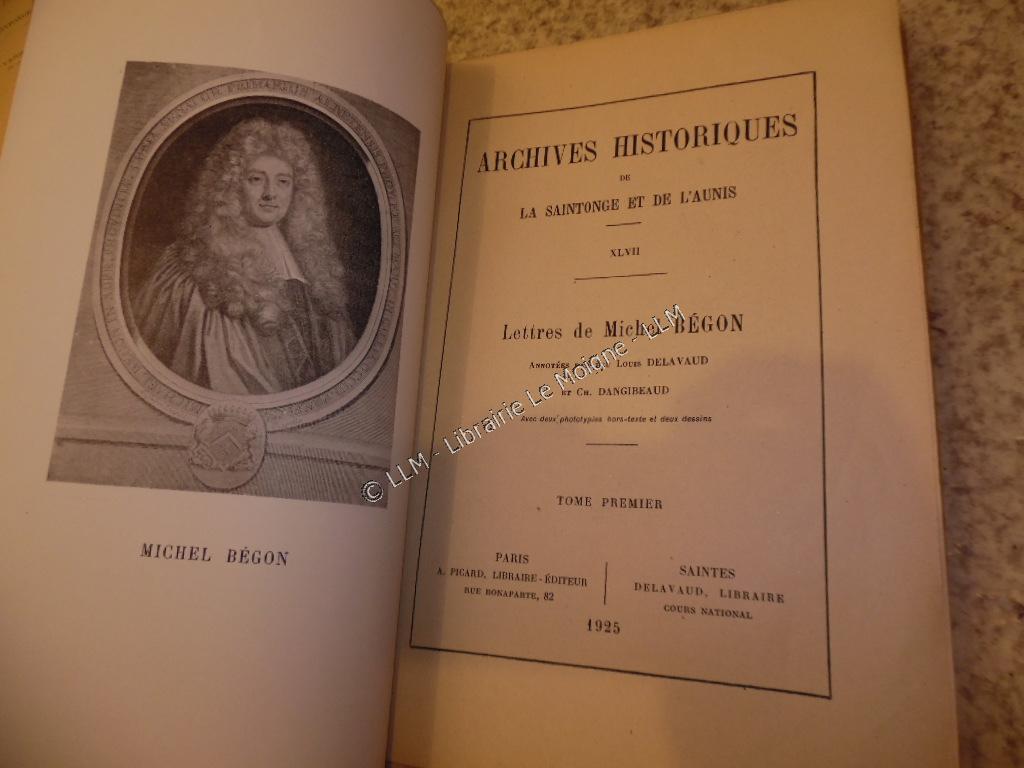 MICHEL BÉGON
ARCHIVES HISTORIQUES
DE
LA SAINTONGE ET DE L'AUNIS
XLVII
Lettres de Michel BÉGON
ANNOTÉES LOUIS DELAVAUD
ET CH. DANGIBEAUD
Avec deux phototypies hors-texte et deux dessins
TOME PREMIER
PARIS
A. PICARD, LIBRAIRE-ÉDITEUR
RUE BONAPARTE, 82
SAINTES
DELAVAUD, LIBRAIRE
COURS NATIONAL
1925
© LLM - Librairie Le Moigne - LLM